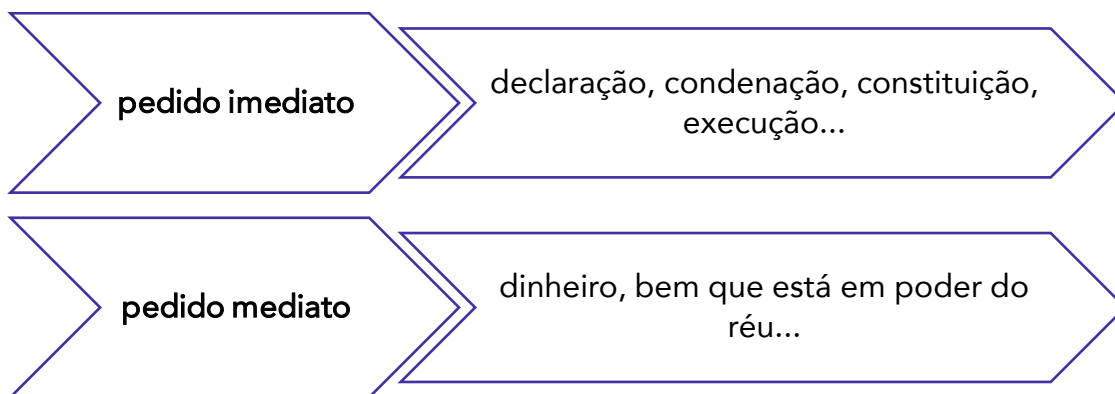 pedido imediato
declaração, condenação, constituição,
execução...
pedido mediato
dinheiro, bem que está em poder do
réu...